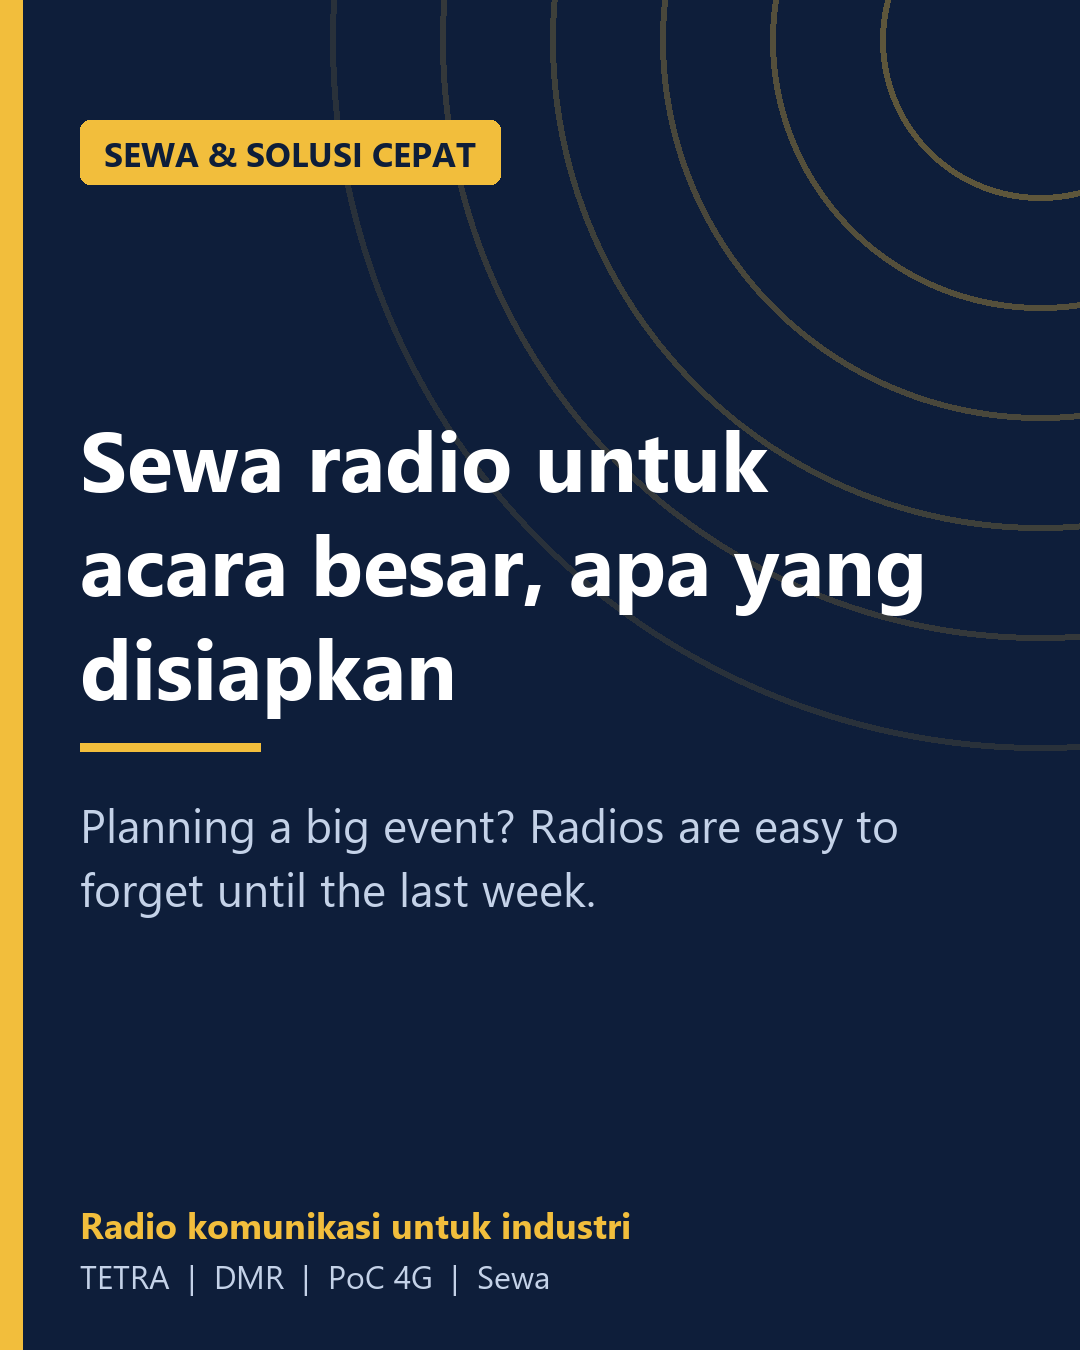 SEWA & SOLUSI CEPAT
Sewa radio untuk
acara besar, apa yang
disiapkan
Planning a big event? Radios are easy to
forget until the last week.
Radio komunikasi untuk industri
TETRA | DMR | PoC 4G | Sewa